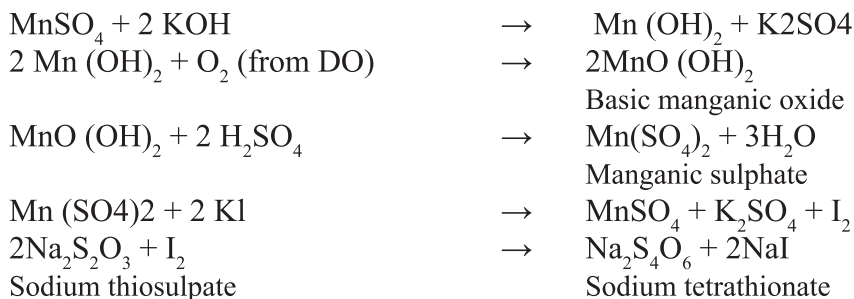 MnSO₄ + 2 KOH → Mn (OH)₂ + K2SO4
2 Mn (OH)₂ + O₂ (from DO) → 2MnO (OH)₂
Basic manganic oxide
MnO (OH)₂ + 2 H₂SO₄ → Mn(SO₄)₂ + 3H₂O
Manganic sulphate
Mn (SO4)2 + 2 Kl → MnSO₄ + K₂SO₄ + I₂
2Na₂S₂O₃ + I₂ → Na₂S₄O₆ + 2NaI
Sodium thiosulpate Sodium tetrathionate